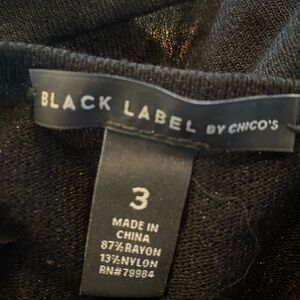 BLACK LABEL BY CHICO'S
3
MADE IN
CHINA
87%RAYON
13%NYLON
RN#79984